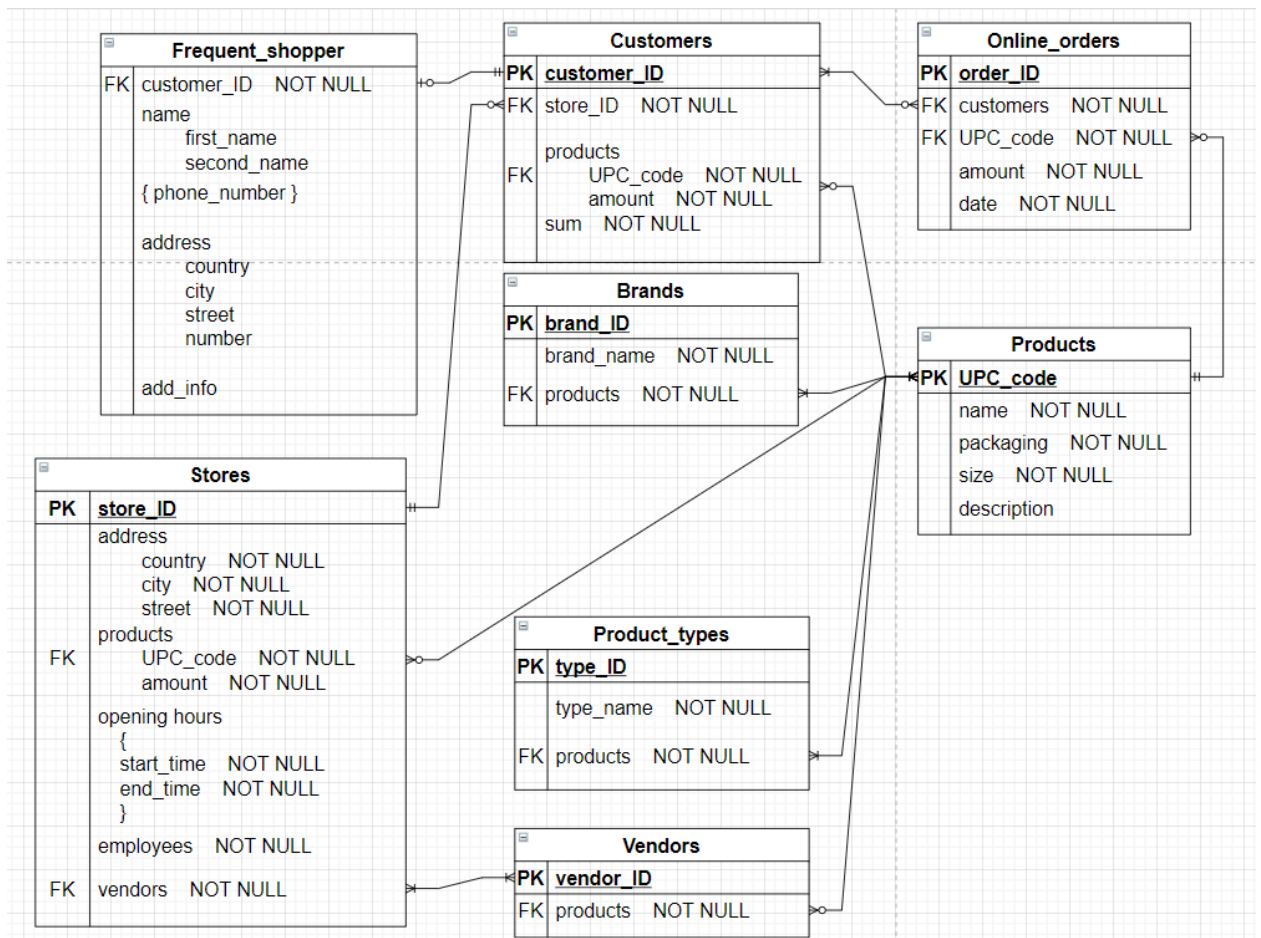 Frequent_shopper
FK customer_ID NOT NULL
name
first_name
second_name
{ phone_number }
address
country
city
street
number
add_info
Customers
PK customer_ID
FK store_ID NOT NULL
products
FK UPC_code NOT NULL
amount NOT NULL
sum NOT NULL
Online_orders
PK order_ID
FK customers NOT NULL
FK UPC_code NOT NULL
amount NOT NULL
date NOT NULL
Brands
PK brand_ID
brand_name NOT NULL
FK products NOT NULL
Products
PK UPC_code
name NOT NULL
packaging NOT NULL
size NOT NULL
description
Stores
PK store_ID
address
country NOT NULL
city NOT NULL
street NOT NULL
products
FK UPC_code NOT NULL
amount NOT NULL
opening hours
{
start_time NOT NULL
end_time NOT NULL
}
employees NOT NULL
FK vendors NOT NULL
Product_types
PK type_ID
type_name NOT NULL
FK products NOT NULL
Vendors
PK vendor_ID
FK products NOT NULL